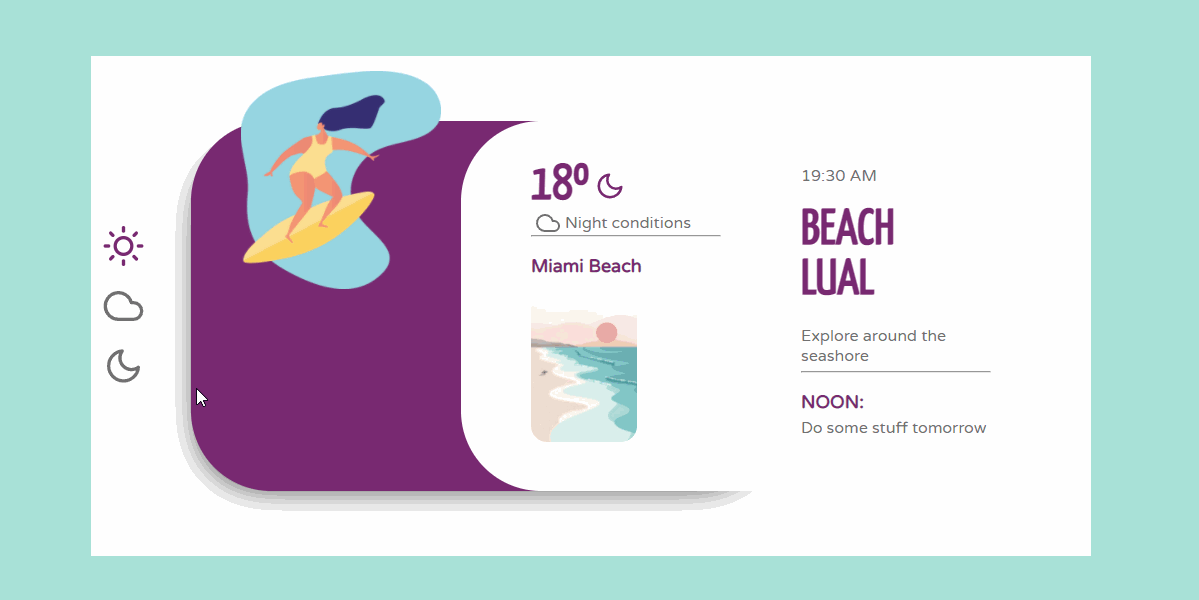 18º
Night conditions
Miami Beach
19:30 AM
BEACH
LUAL
Explore around the
seashore
NOON:
Do some stuff tomorrow